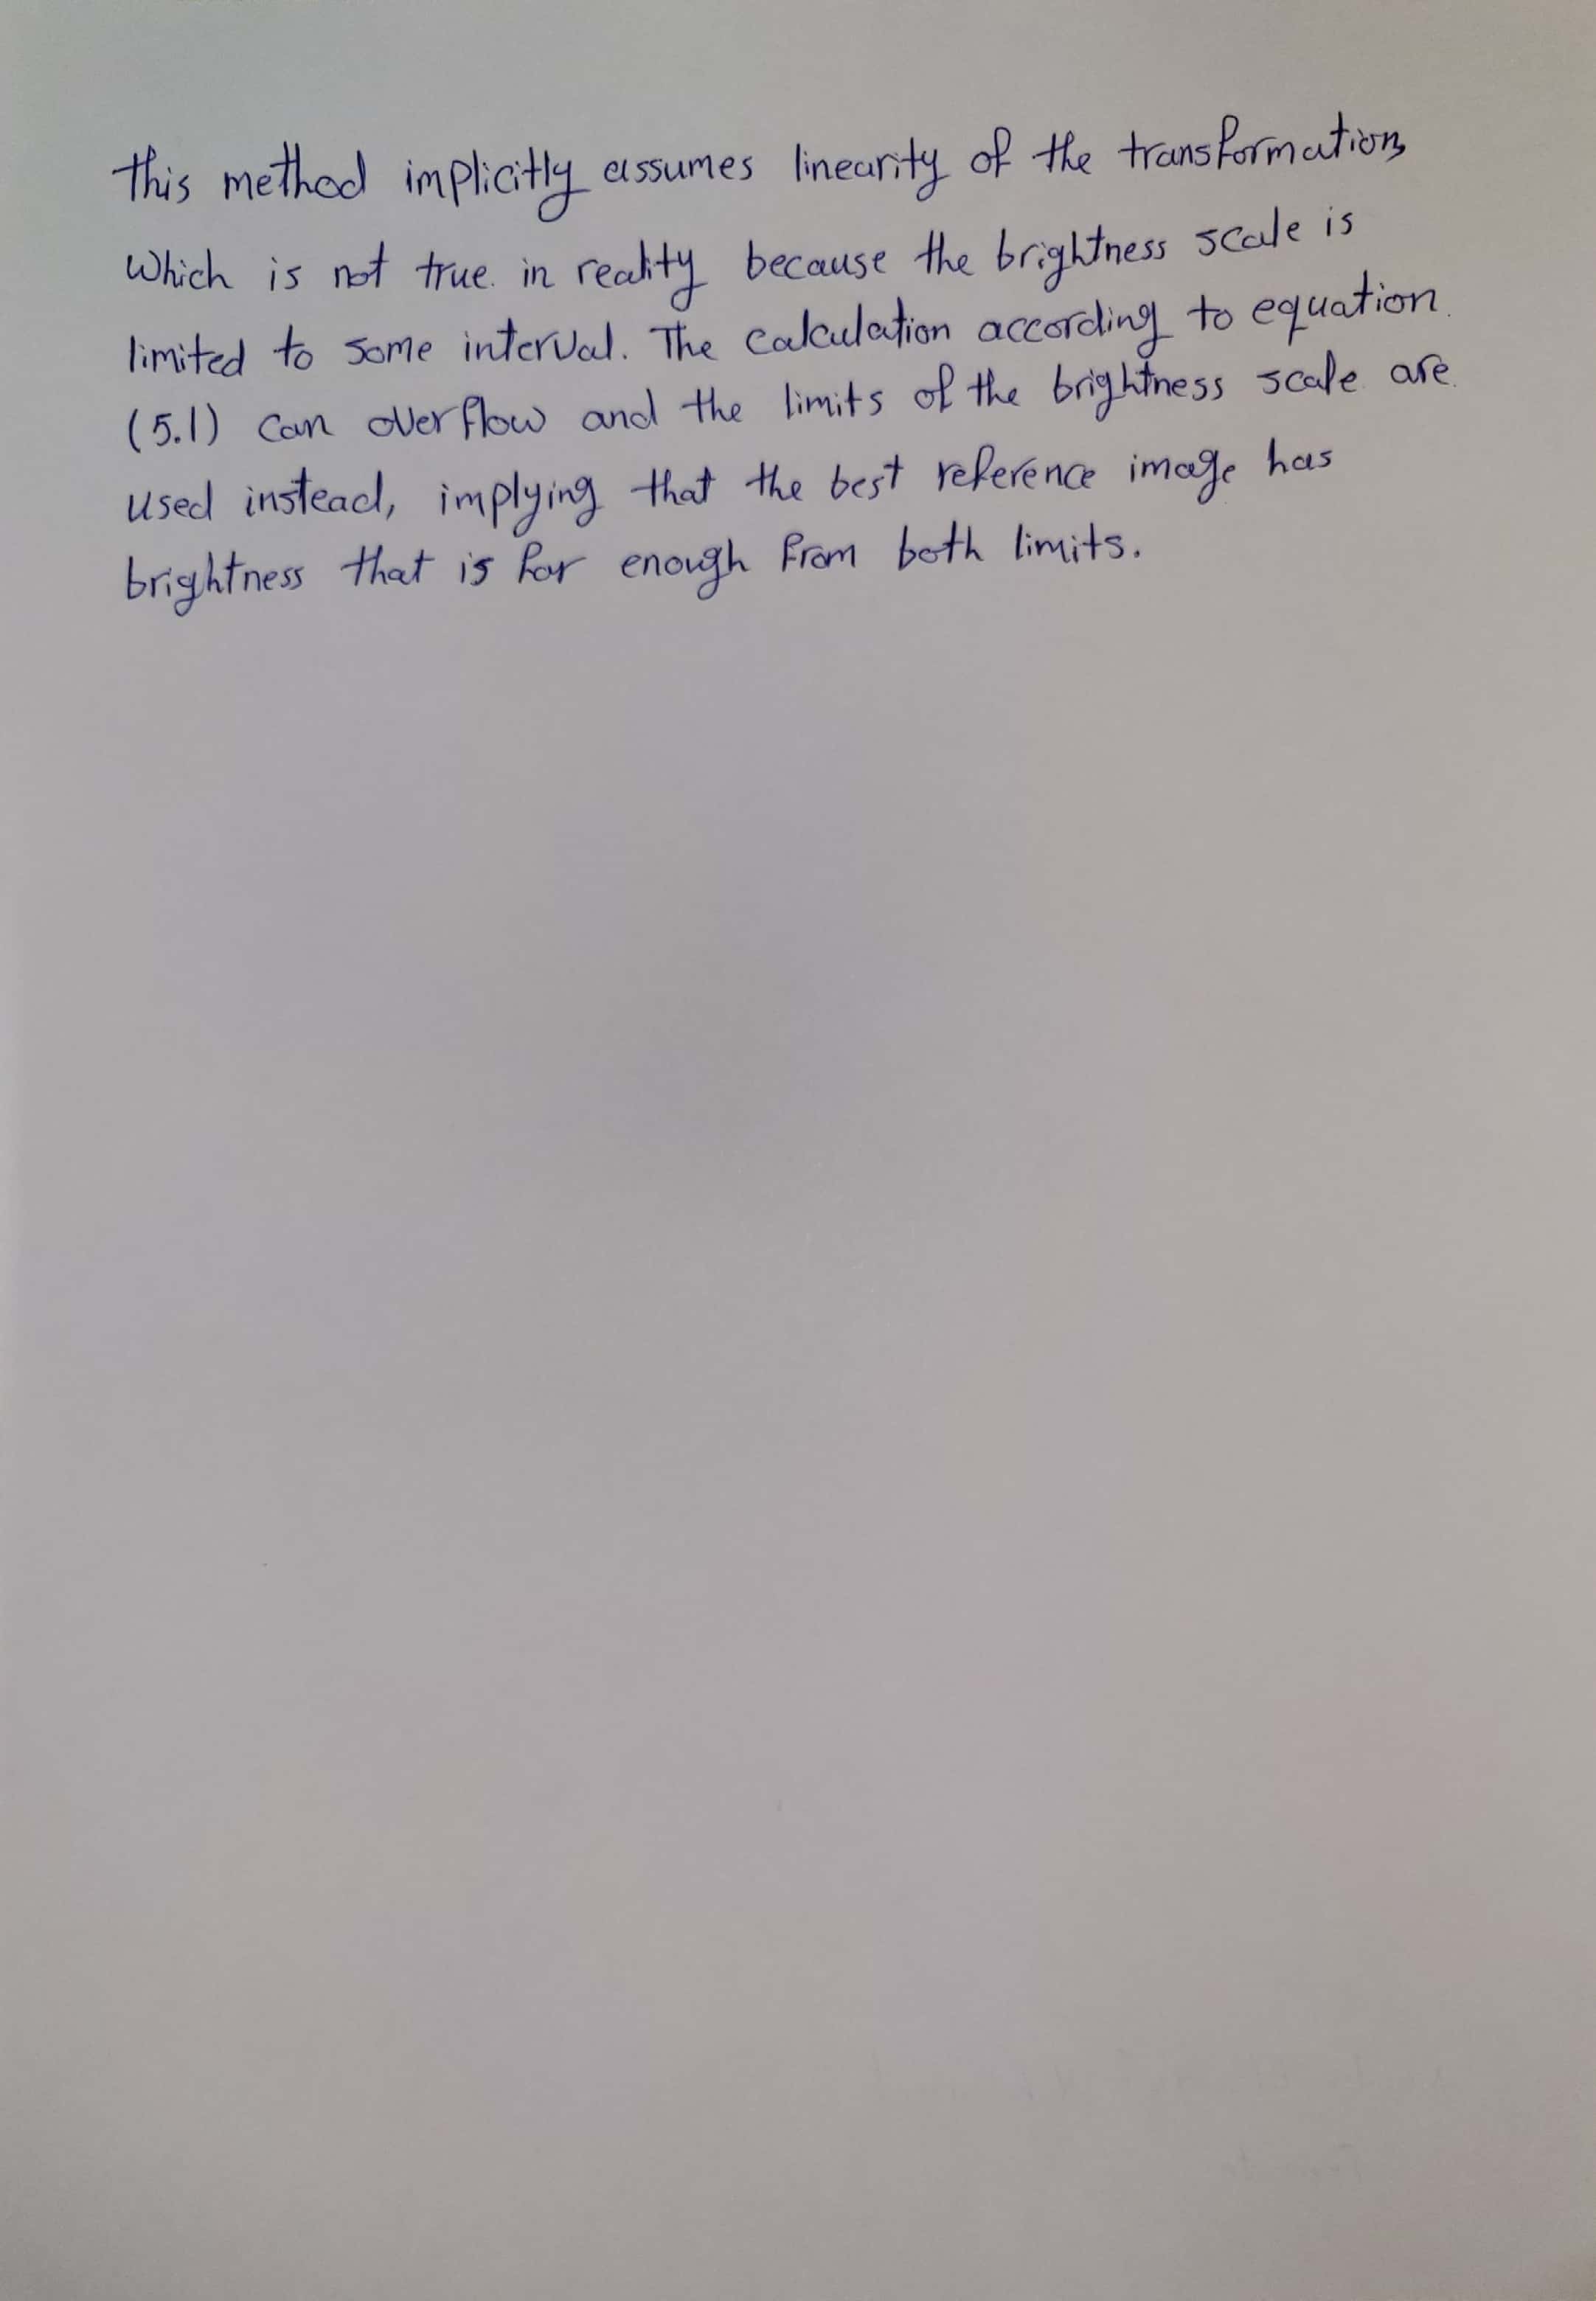 This method implicitly assumes linearity of the transformation,
Which is not true in reality because the brightness scale is
limited to some interval. The calculation according to equation
(5.1) can overflow and the limits of the brightness scale are
used instead, implying that the best reference image has
brightness that is far enough from both limits.